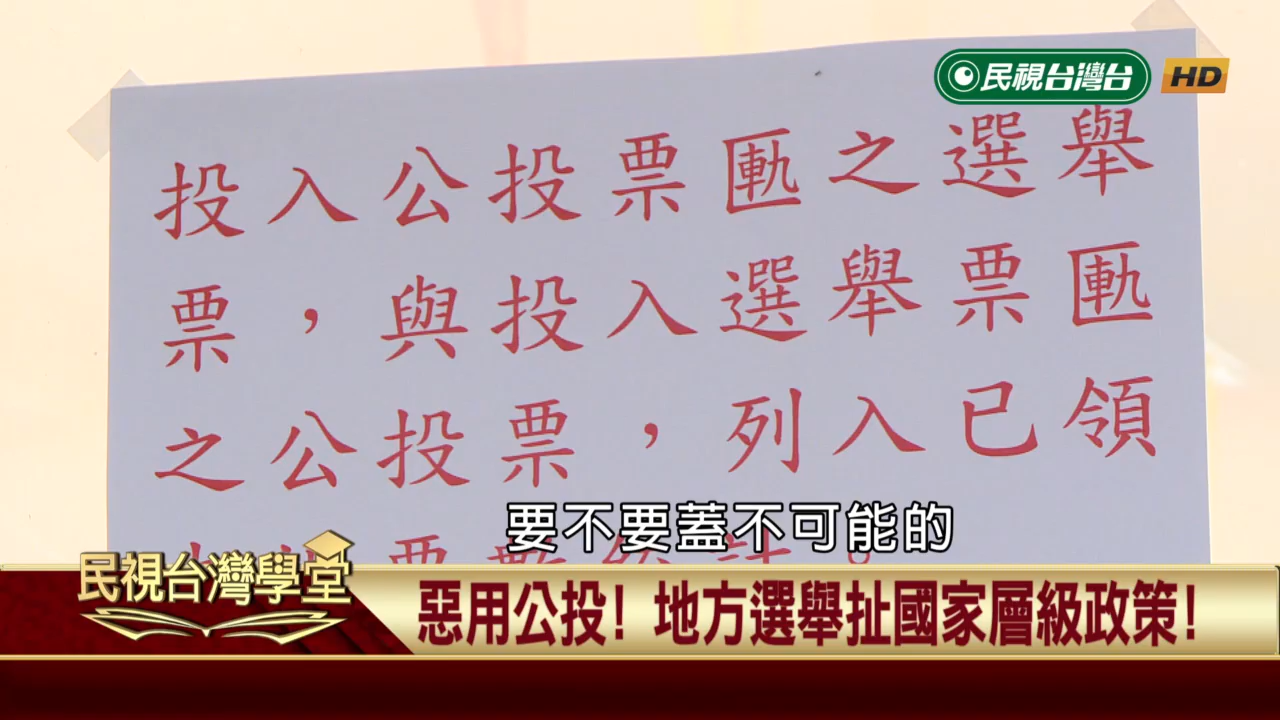 民視台灣台 HD
投入公投票匭之選舉
票，與投入選舉票匭
之公投票，列入已領
要不要蓋不可能的
民視台灣學堂
惡用公投！地方選舉扯國家層級政策！